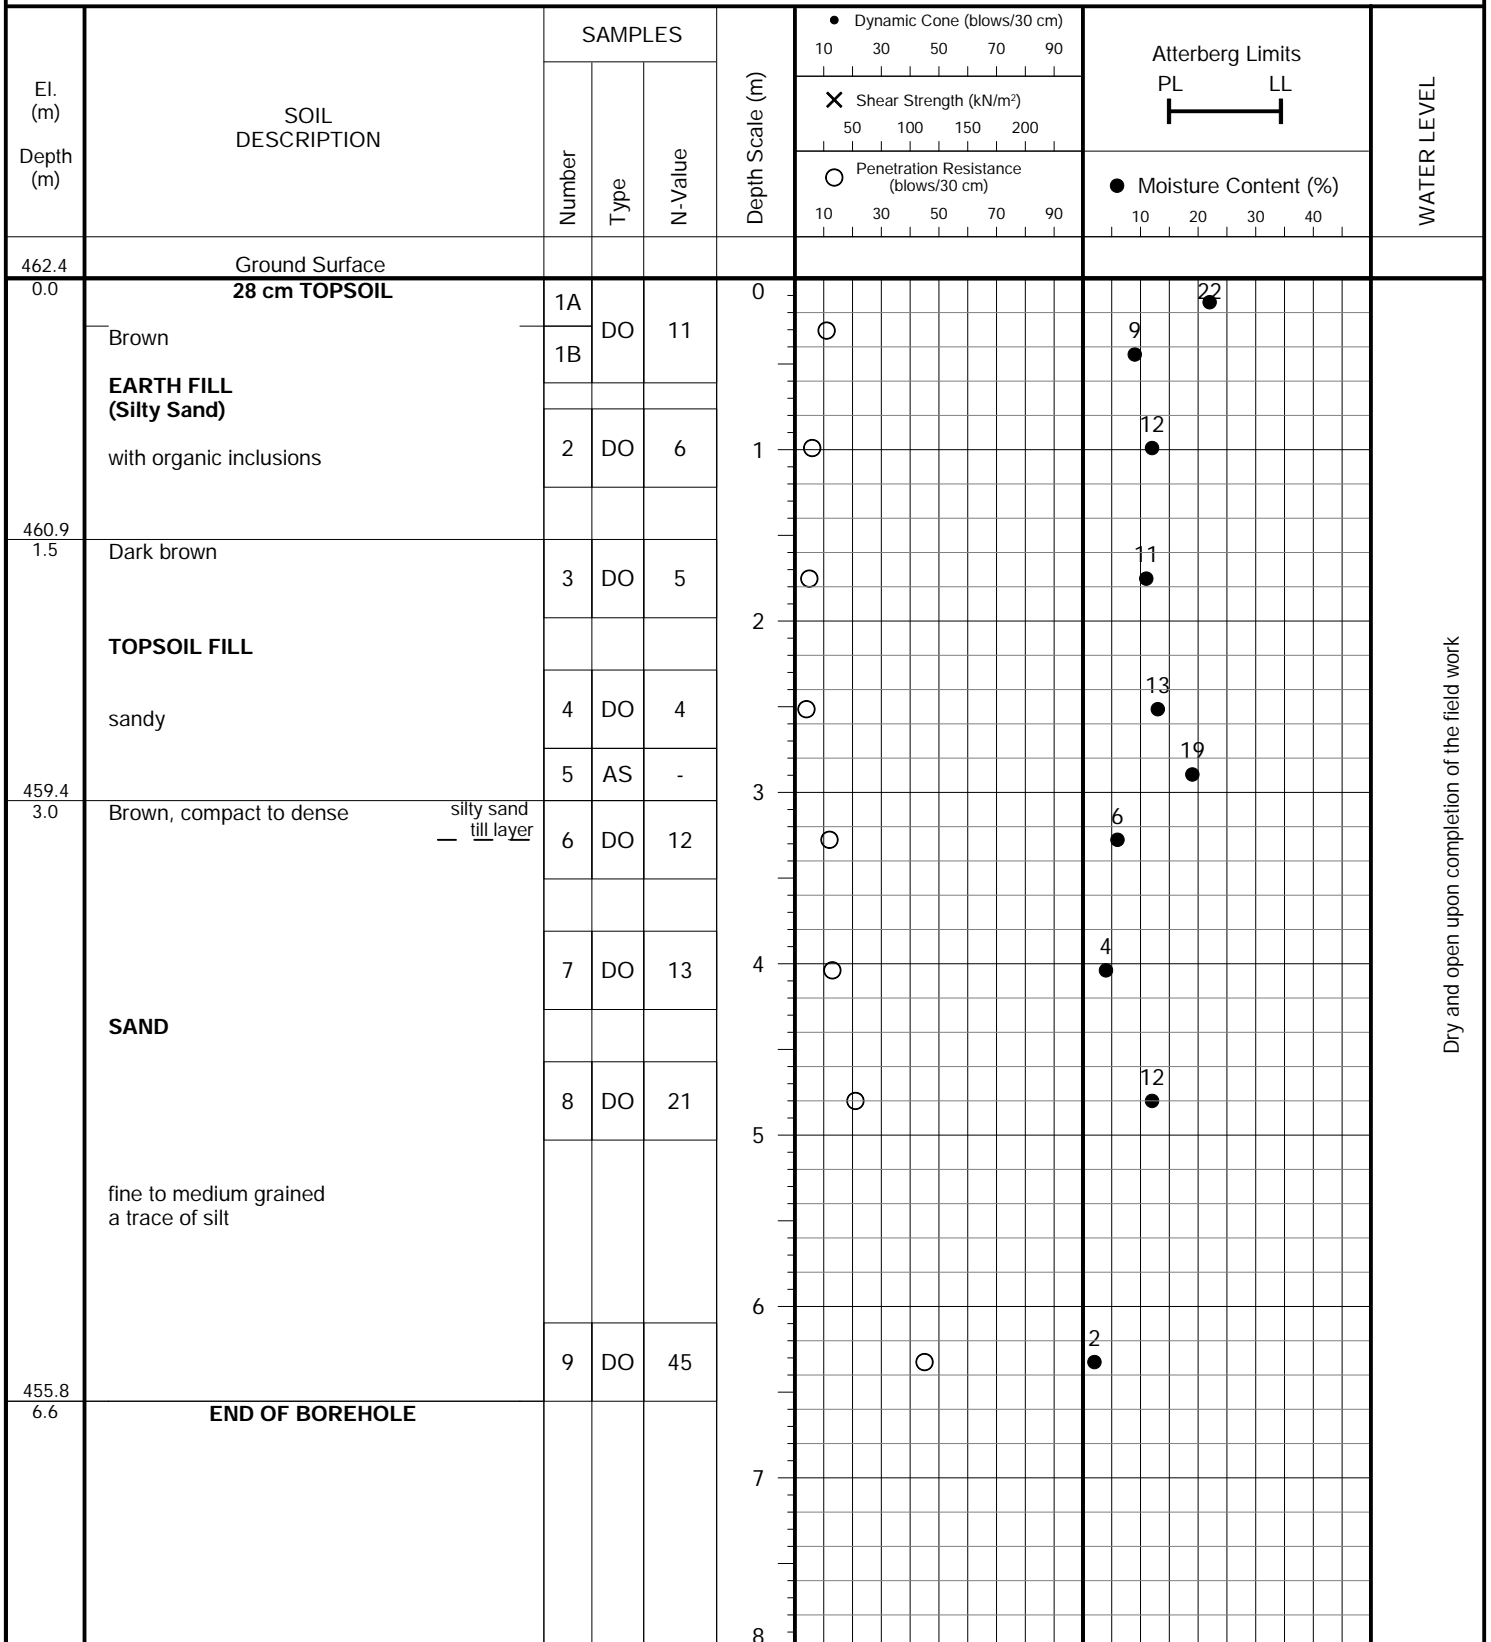 El.
(m)
Depth
(m)
SOIL
DESCRIPTION
SAMPLES
Number
Type
N-Value
Depth Scale (m)
Dynamic Cone (blows/30 cm)
10 30 50 70 90
Shear Strength (kN/m²)
50 100 150 200
Penetration Resistance
(blows/30 cm)
10 30 50 70 90
Atterberg Limits
PL LL
Moisture Content (%)
10 20 30 40
WATER LEVEL
462.4 Ground Surface
0.0 28 cm TOPSOIL 0
1A DO 11 22
Brown 9
1B
EARTH FILL
(Silty Sand)
12
with organic inclusions 2 DO 6 1
460.9
1.5 Dark brown 11
3 DO 5
2
TOPSOIL FILL
13
sandy 4 DO 4
19
5 AS -
459.4 3
3.0 Brown, compact to dense silty sand 6
till layer
6 DO 12
4
7 DO 13 4
SAND
12
8 DO 21
5
fine to medium grained
a trace of silt
6
2
9 DO 45
455.8
6.6 END OF BOREHOLE
7
8
Dry and open upon completion of the field work